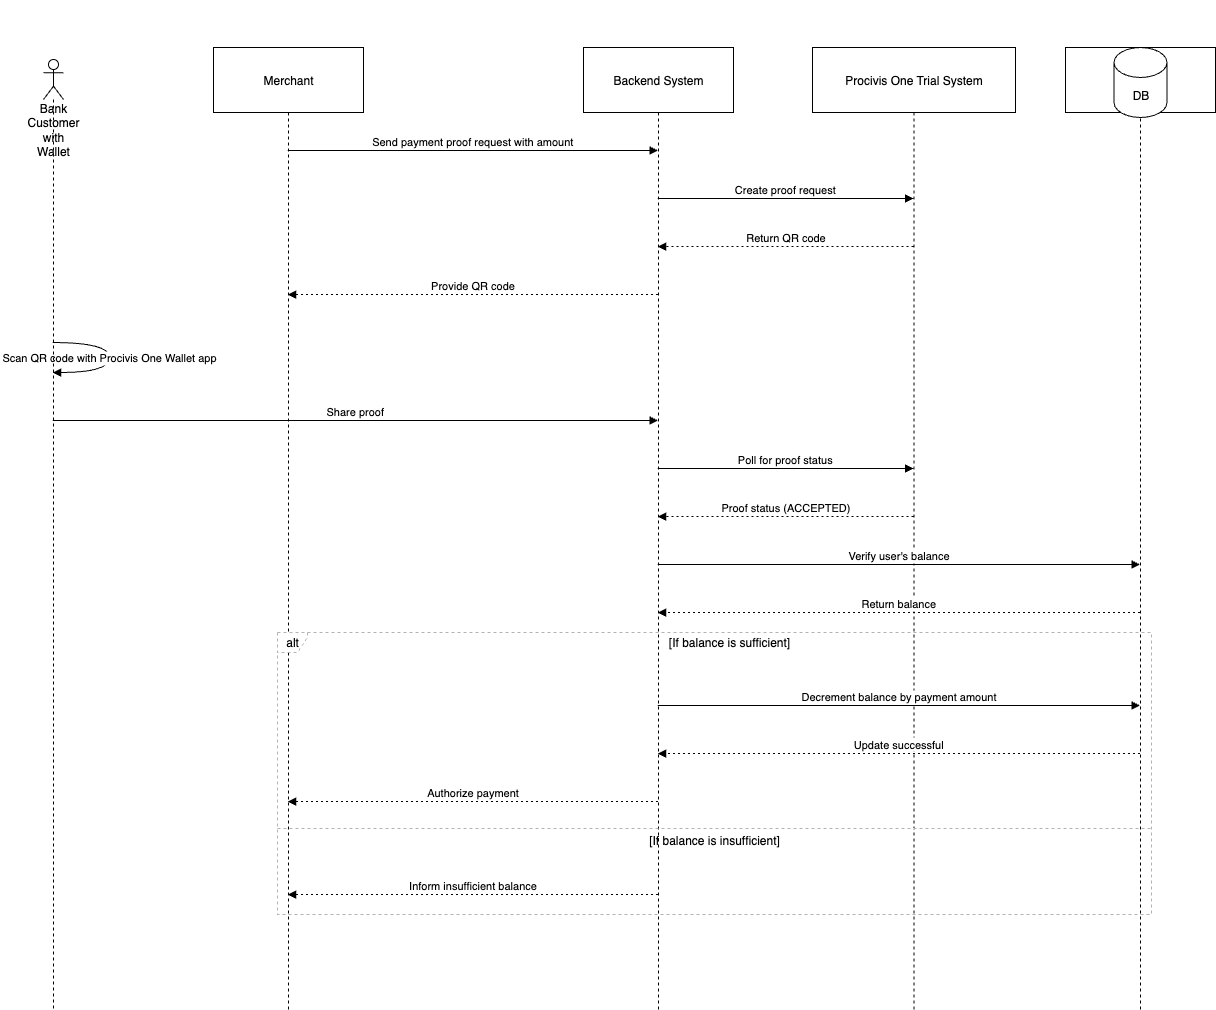 Bank
Customer
with
Wallet
Merchant
Backend System
Procivis One Trial System
DB
Send payment proof request with amount
Create proof request
Return QR code
Provide QR code
Scan QR code with Procivis One Wallet app
Share proof
Poll for proof status
Proof status (ACCEPTED)
Verify user's balance
Return balance
alt
[If balance is sufficient]
Decrement balance by payment amount
Update successful
Authorize payment
[If balance is insufficient]
Inform insufficient balance